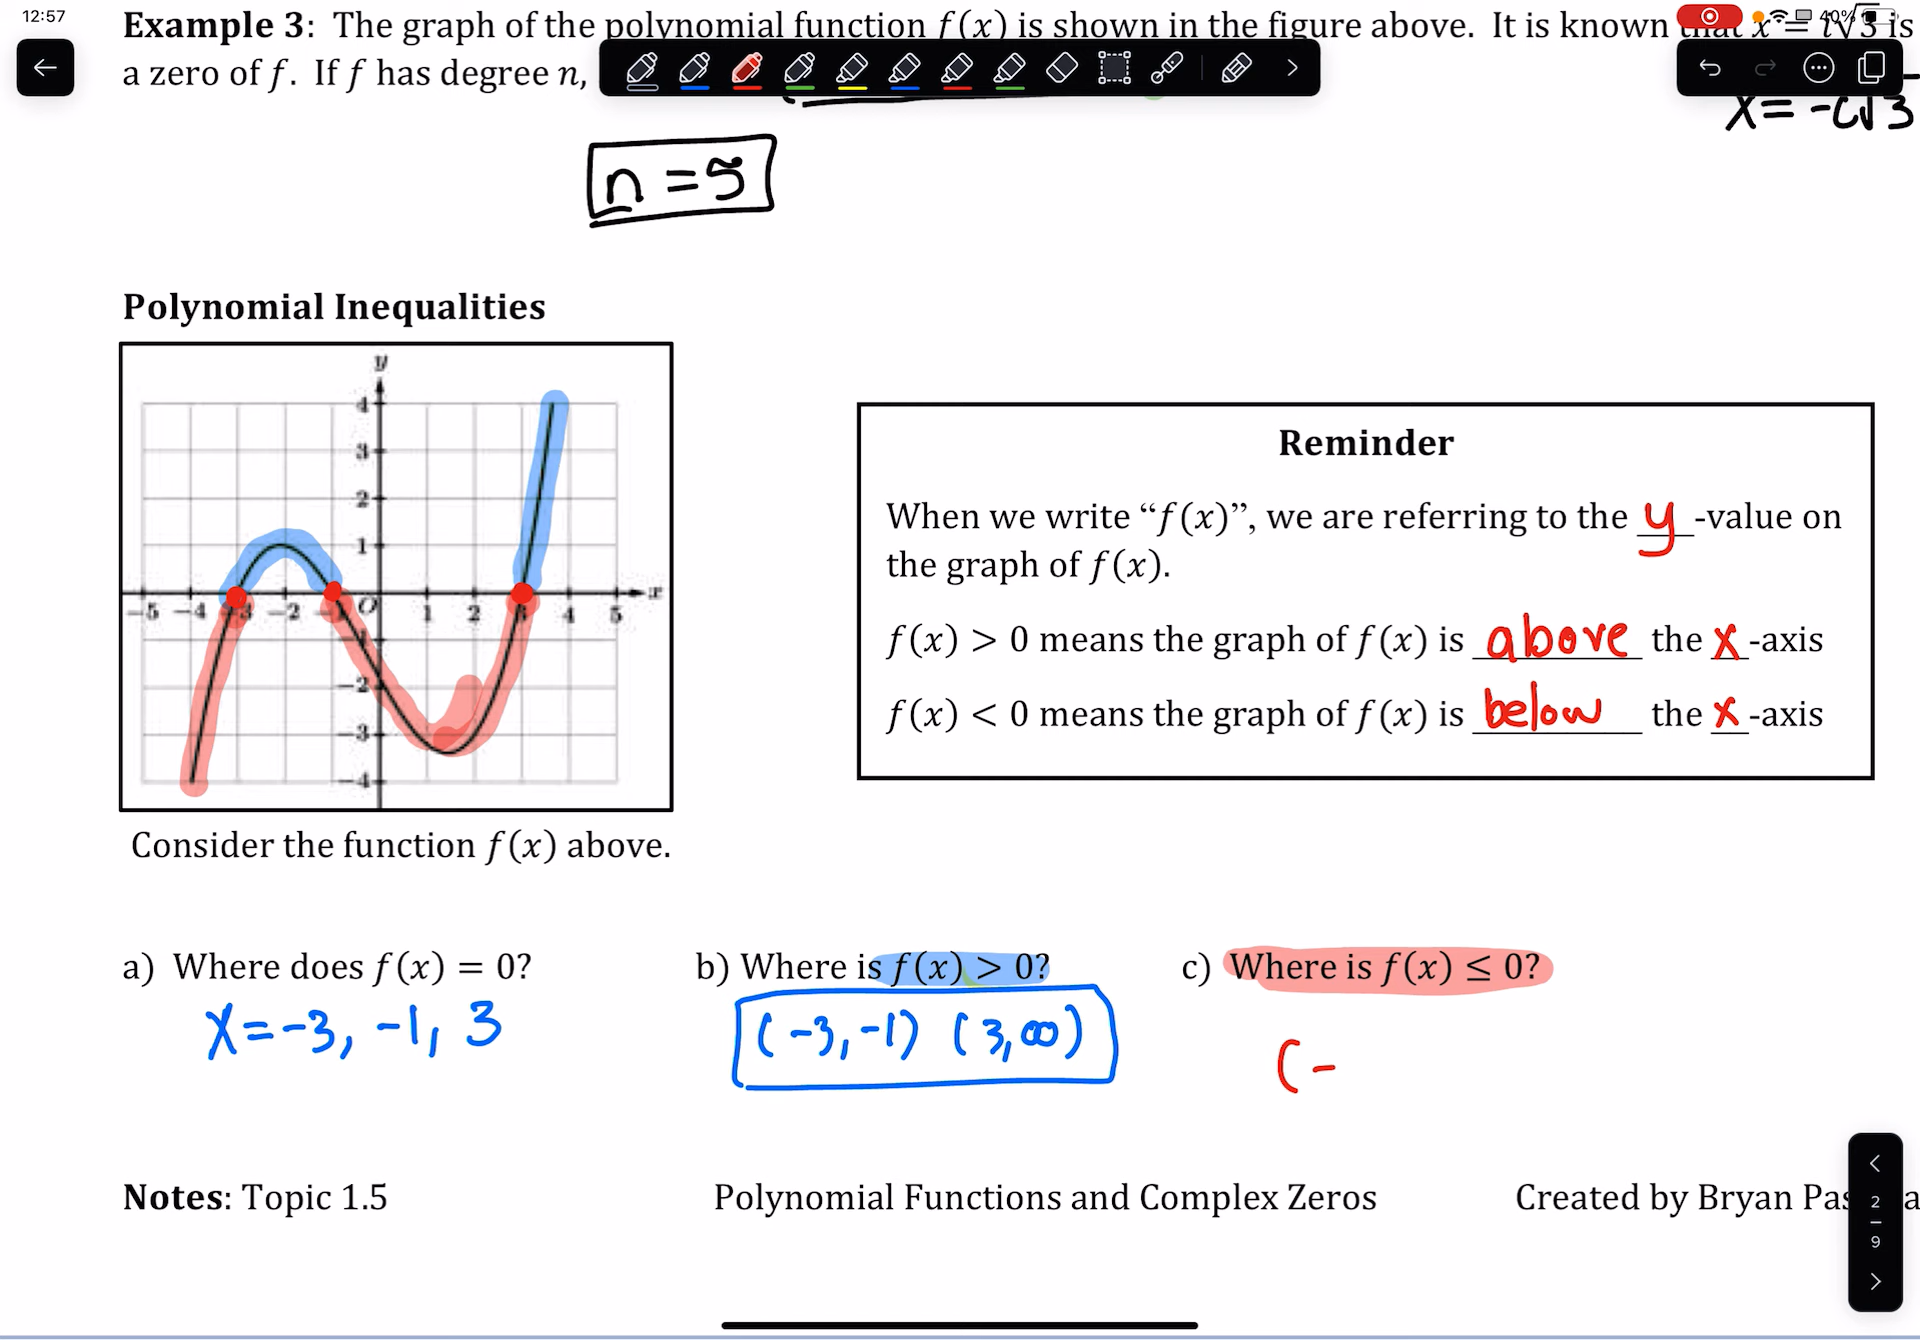 12:57
40%
Example 3: The graph of the polynomial function f(x) is shown in the figure above. It is known that x = i√3 is
a zero of f. If f has degree n,
x = -i√3
n = 5
Polynomial Inequalities
y
4
3
2
1
-5 -4 -3 -2 -1 O 1 2 3 4 5 x
-1
-2
-3
-4
Reminder
When we write “f(x)”, we are referring to the y -value on
the graph of f(x).
f(x) > 0 means the graph of f(x) is above the x -axis
f(x) < 0 means the graph of f(x) is below the x -axis
Consider the function f(x) above.
a) Where does f(x) = 0?
x = -3, -1, 3
b) Where is f(x) > 0?
(-3, -1) (3, ∞)
c) Where is f(x) ≤ 0?
(-
Notes: Topic 1.5
Polynomial Functions and Complex Zeros
Created by Bryan
2
9